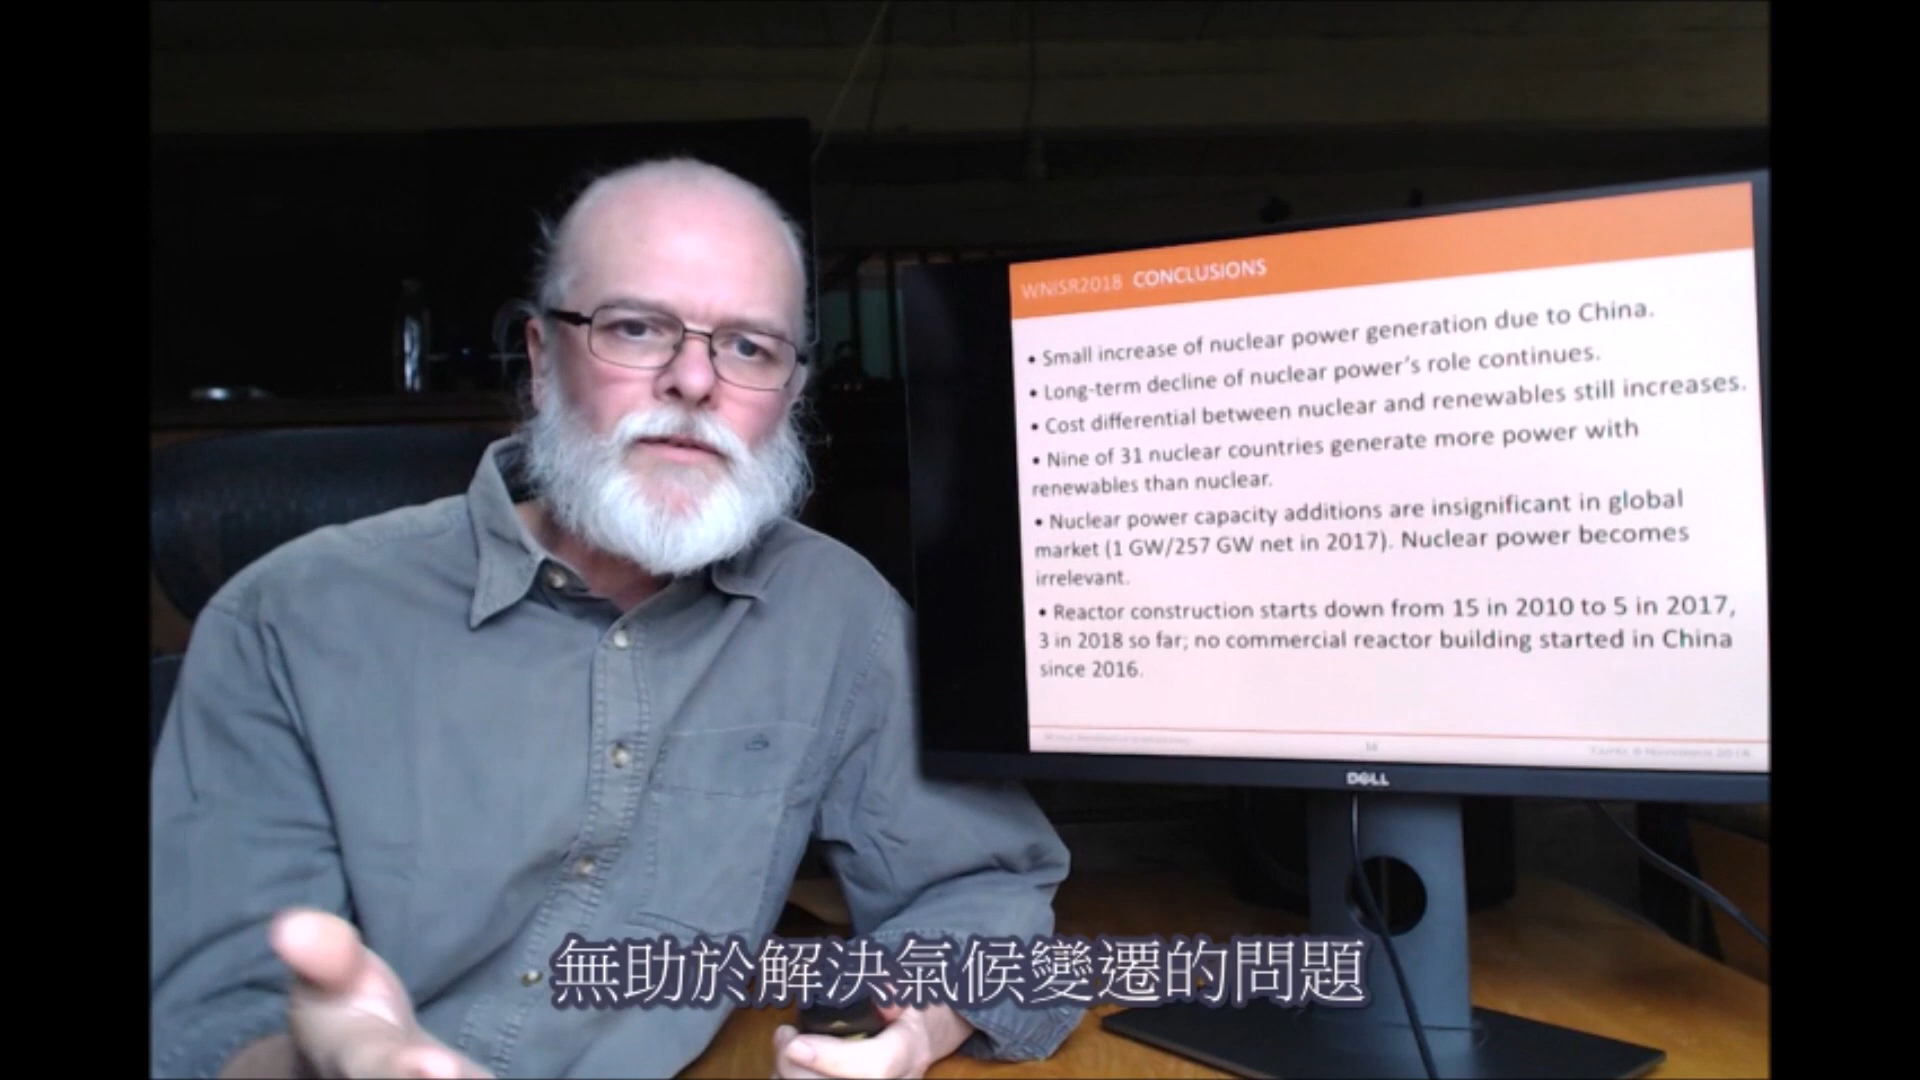 WNISR2018 CONCLUSIONS
• Small increase of nuclear power generation due to China.
• Long-term decline of nuclear power's role continues.
• Cost differential between nuclear and renewables still increases.
• Nine of 31 nuclear countries generate more power with
renewables than nuclear.
• Nuclear power capacity additions are insignificant in global
market (1 GW/257 GW net in 2017). Nuclear power becomes
irrelevant.
• Reactor construction starts down from 15 in 2010 to 5 in 2017,
3 in 2018 so far; no commercial reactor building started in China
since 2016.
DELL
無助於解決氣候變遷的問題